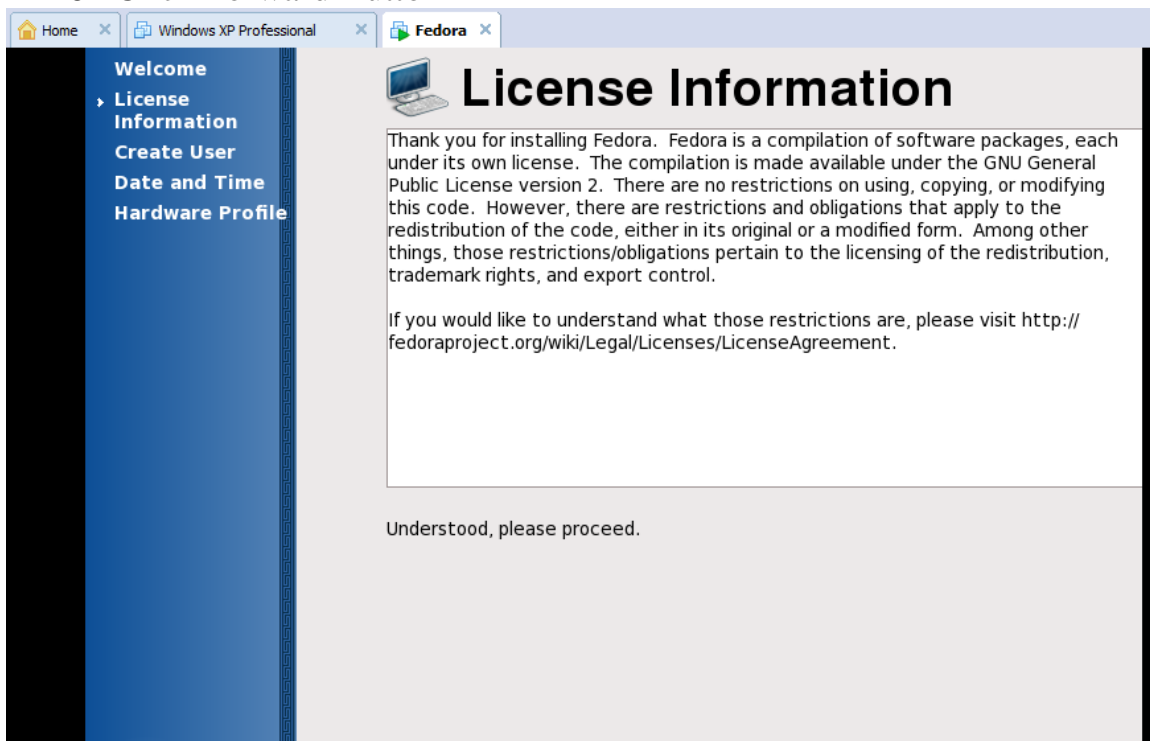 Home
Windows XP Professional
Fedora
Welcome
License
Information
Create User
Date and Time
Hardware Profile
License Information
Thank you for installing Fedora.  Fedora is a compilation of software packages, each
under its own license.  The compilation is made available under the GNU General
Public License version 2.  There are no restrictions on using, copying, or modifying
this code.  However, there are restrictions and obligations that apply to the
redistribution of the code, either in its original or a modified form.  Among other
things, those restrictions/obligations pertain to the licensing of the redistribution,
trademark rights, and export control.
If you would like to understand what those restrictions are, please visit http://
fedoraproject.org/wiki/Legal/Licenses/LicenseAgreement.
Understood, please proceed.